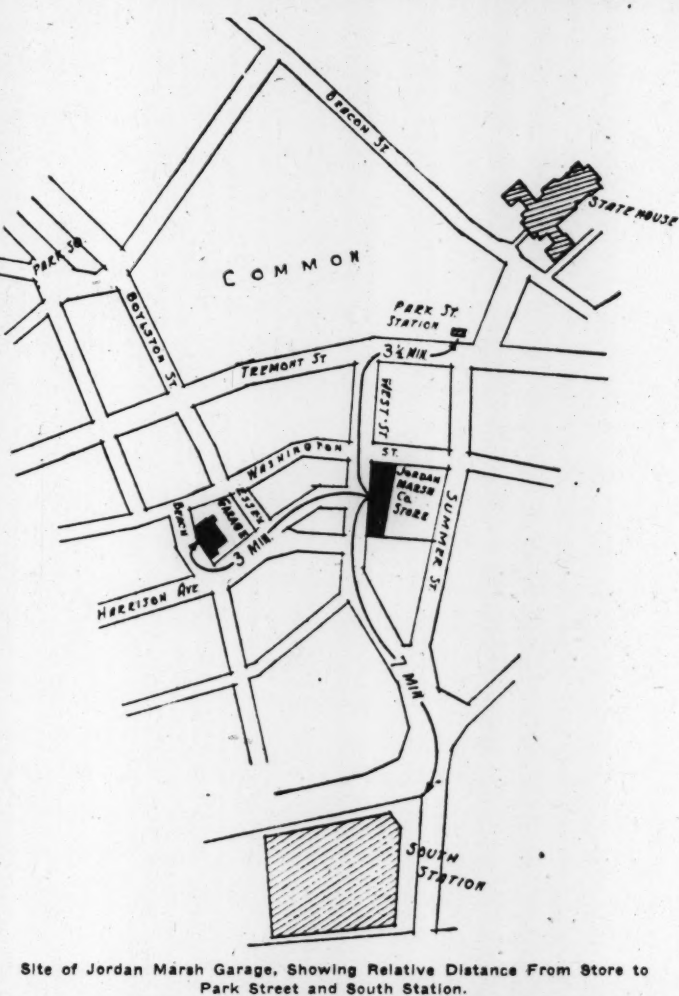 BEACON ST.
STATE HOUSE
PARK SQ.
COMMON
PARK ST.
STATION
BOYLSTON ST.
3½ MIN.
TREMONT ST
WEST ST
WASHINGTON
ST.
JORDAN
MARSH
Co.
STORE
ESSEX
GARAGE
BEACH
SUMMER ST.
3 MIN.
HARRISON AVE
7 MIN
SOUTH
STATION
Site of Jordan Marsh Garage, Showing Relative Distance From Store to
Park Street and South Station.